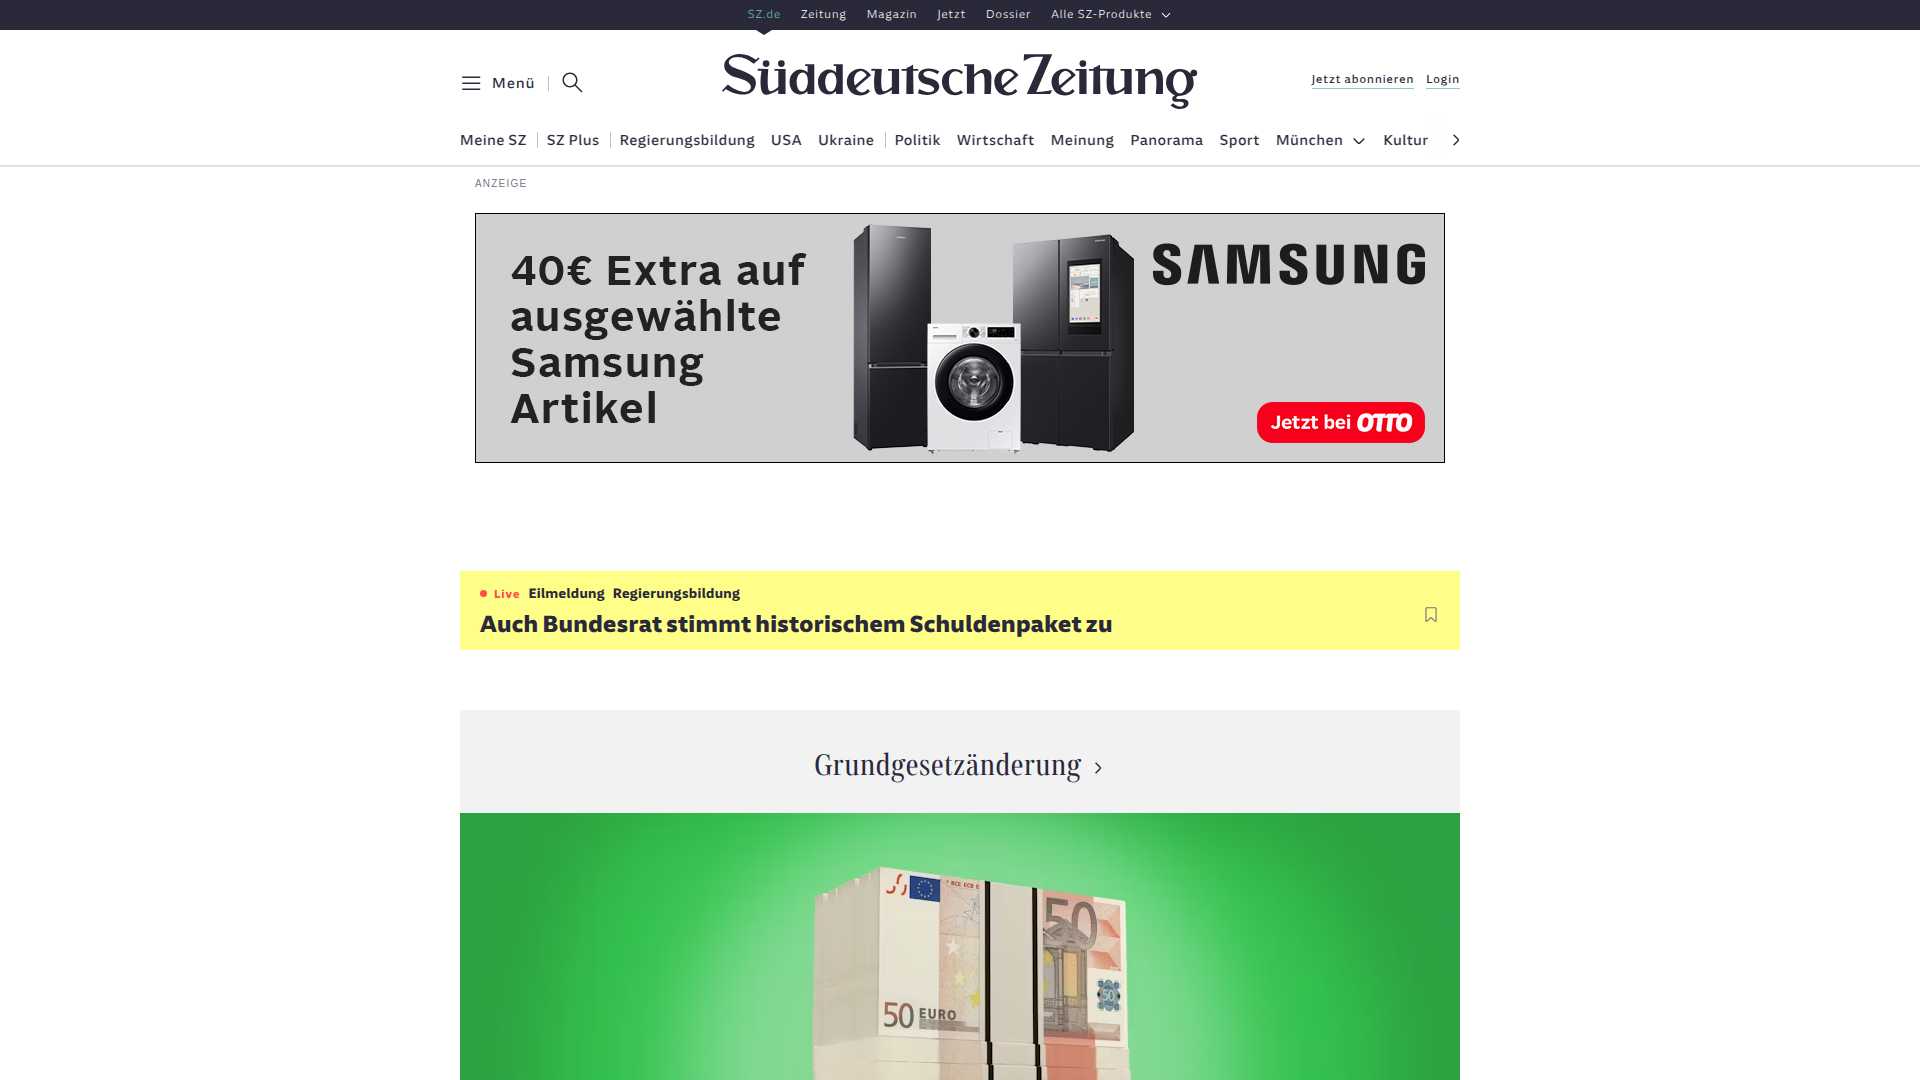 SZ.de Zeitung Magazin Jetzt Dossier Alle SZ-Produkte
Menü
Süddeutsche Zeitung
Jetzt abonnieren Login
Meine SZ SZ Plus Regierungsbildung USA Ukraine Politik Wirtschaft Meinung Panorama Sport München Kultur
ANZEIGE
40€ Extra auf
ausgewählte
Samsung
Artikel
SAMSUNG
Jetzt bei OTTO
Live Eilmeldung Regierungsbildung
Auch Bundesrat stimmt historischem Schuldenpaket zu
Grundgesetzänderung
50
50 EURO
50